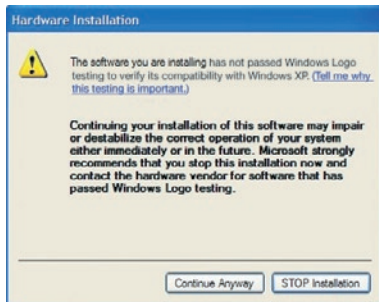 Hardware Installation
The software you are installing has not passed Windows Logo
testing to verify its compatibility with Windows XP. (Tell me why
this testing is important.)
Continuing your installation of this software may impair
or destabilize the correct operation of your system
either immediately or in the future. Microsoft strongly
recommends that you stop this installation now and
contact the hardware vendor for software that has
passed Windows Logo testing.
Continue Anyway
STOP Installation